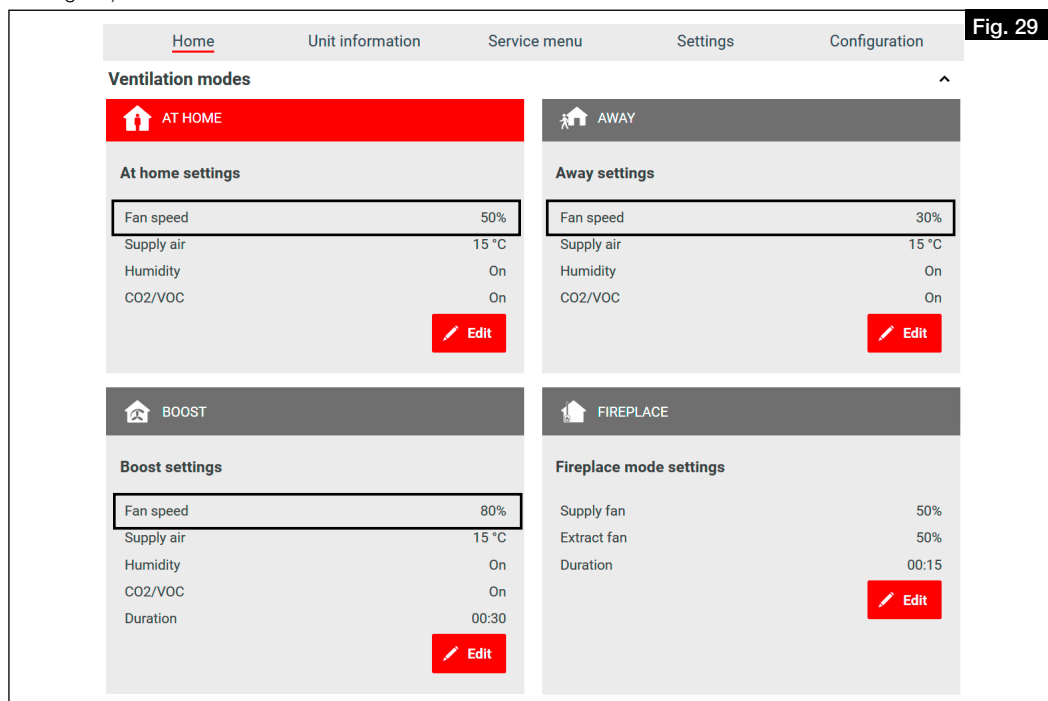 Fig. 29
Home Unit information Service menu Settings Configuration
Ventilation modes
AT HOME
At home settings
Fan speed 50%
Supply air 15 °C
Humidity On
CO2/VOC On
Edit
AWAY
Away settings
Fan speed 30%
Supply air 15 °C
Humidity On
CO2/VOC On
Edit
BOOST
Boost settings
Fan speed 80%
Supply air 15 °C
Humidity On
CO2/VOC On
Duration 00:30
Edit
FIREPLACE
Fireplace mode settings
Supply fan 50%
Extract fan 50%
Duration 00:15
Edit